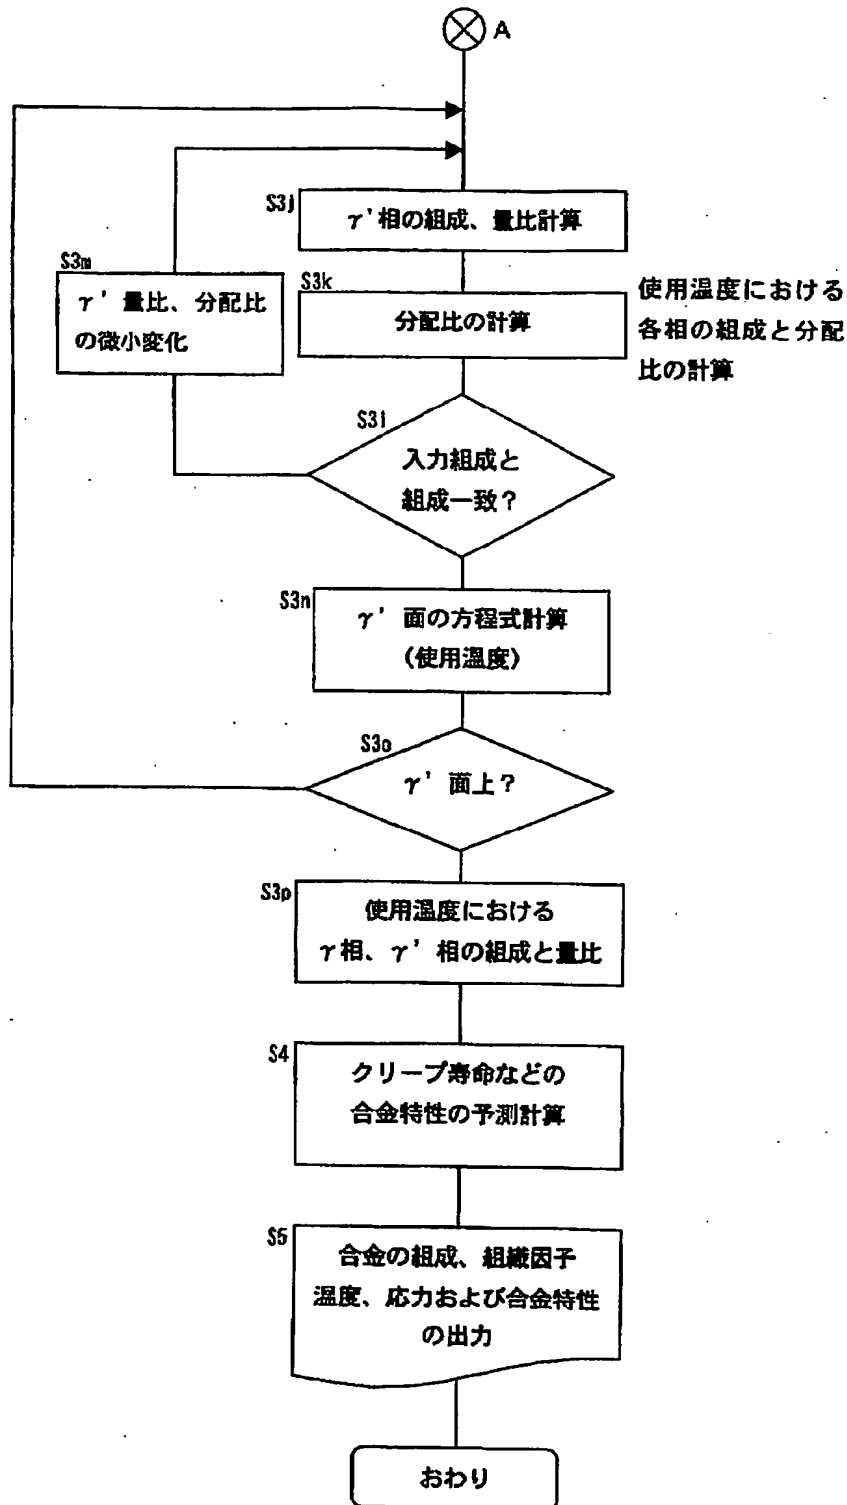 A
S3j
γ'相の組成、量比計算
S3m
γ' 量比、分配比
の微小変化
S3k
分配比の計算
使用温度における
各相の組成と分配
比の計算
S3l
入力組成と
組成一致?
S3n
γ' 面の方程式計算
(使用温度)
S3o
γ' 面上?
S3p
使用温度における
γ相、γ' 相の組成と量比
S4
クリープ寿命などの
合金特性の予測計算
S5
合金の組成、組織因子
温度、応力および合金特性
の出力
おわり